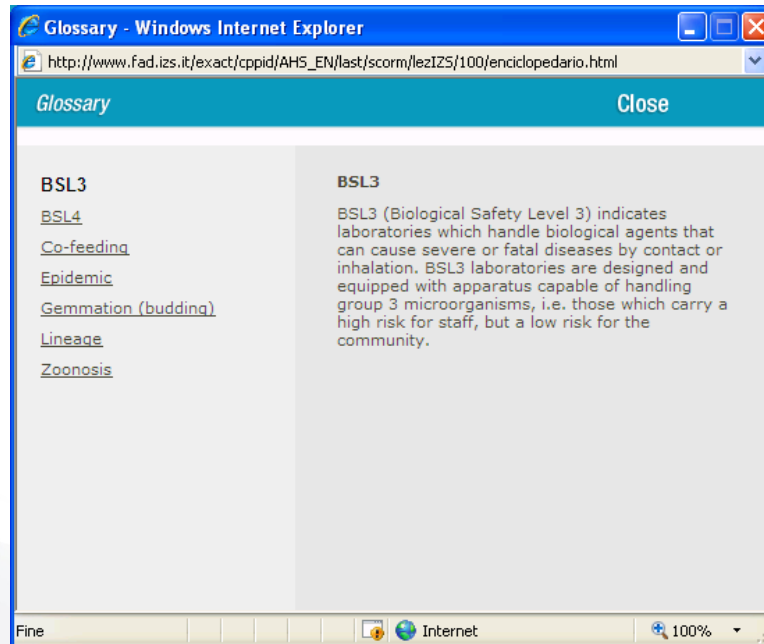 Glossary - Windows Internet Explorer
http://www.fad.izs.it/exact/cppid/AHS_EN/last/scorm/lezIZS/100/enciclopedario.html
Glossary
Close
BSL3
BSL4
Co-feeding
Epidemic
Gemmation (budding)
Lineage
Zoonosis
BSL3
BSL3 (Biological Safety Level 3) indicates
laboratories which handle biological agents that
can cause severe or fatal diseases by contact or
inhalation. BSL3 laboratories are designed and
equipped with apparatus capable of handling
group 3 microorganisms, i.e. those which carry a
high risk for staff, but a low risk for the
community.
Fine
Internet
100%